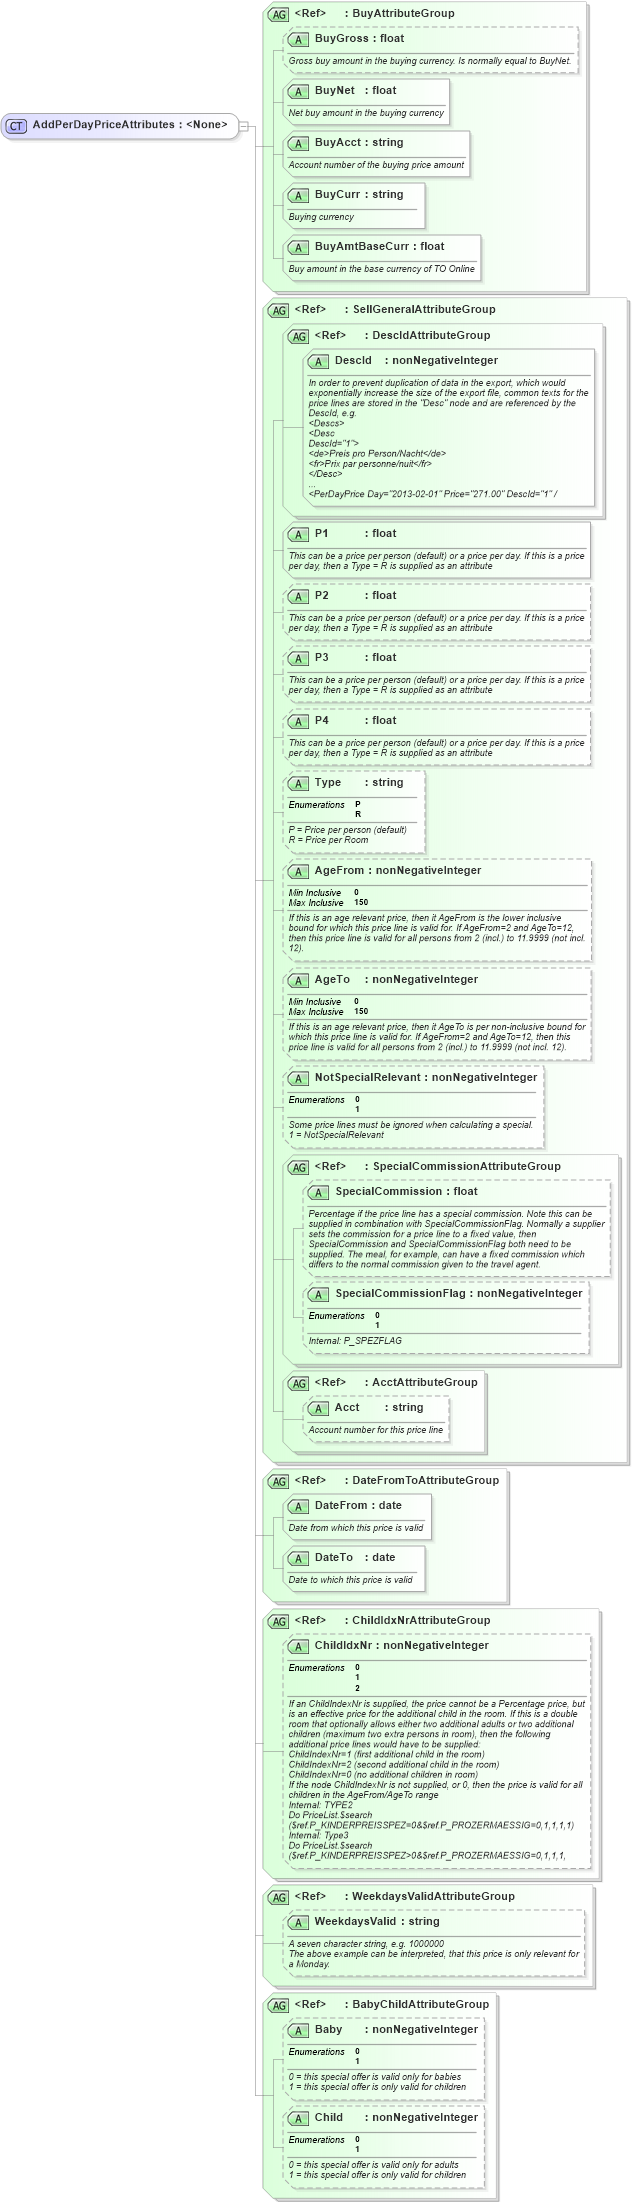 AG <Ref> : BuyAttributeGroup
A BuyGross : float
Gross buy amount in the buying currency. Is normally equal to BuyNet.
A BuyNet : float
Net buy amount in the buying currency
CT AddPerDayPriceAttributes : <None>
A BuyAcct : string
Account number of the buying price amount
A BuyCurr : string
Buying currency
A BuyAmtBaseCurr : float
Buy amount in the base currency of TO Online
AG <Ref> : SellGeneralAttributeGroup
AG <Ref> : DescIdAttributeGroup
A DescId : nonNegativeInteger
In order to prevent duplication of data in the export, which would
exponentially increase the size of the export file, common texts for the
price lines are stored in the "Desc" node and are referenced by the
DescId, e.g.
<Descs>
<Desc
DescId="1">
<de>Preis pro Person/Nacht</de>
<fr>Prix par personne/nuit</fr>
</Desc>
...
<PerDayPrice Day="2013-02-01" Price="271.00" DescId="1" /
A P1 : float
This can be a price per person (default) or a price per day. If this is a price
per day, then a Type = R is supplied as an attribute
A P2 : float
This can be a price per person (default) or a price per day. If this is a price
per day, then a Type = R is supplied as an attribute
A P3 : float
This can be a price per person (default) or a price per day. If this is a price
per day, then a Type = R is supplied as an attribute
A P4 : float
This can be a price per person (default) or a price per day. If this is a price
per day, then a Type = R is supplied as an attribute
A Type : string
Enumerations P
R
P = Price per person (default)
R = Price per Room
A AgeFrom : nonNegativeInteger
Min Inclusive 0
Max Inclusive 150
If this is an age relevant price, then it AgeFrom is the lower inclusive
bound for which this price line is valid for. If AgeFrom=2 and AgeTo=12,
then this price line is valid for all persons from 2 (incl.) to 11.9999 (not incl.
12).
A AgeTo : nonNegativeInteger
Min Inclusive 0
Max Inclusive 150
If this is an age relevant price, then it AgeTo is per non-inclusive bound for
which this price line is valid for. If AgeFrom=2 and AgeTo=12, then this
price line is valid for all persons from 2 (incl.) to 11.9999 (not incl. 12).
A NotSpecialRelevant : nonNegativeInteger
Enumerations 0
1
Some price lines must be ignored when calculating a special.
1 = NotSpecialRelevant
AG <Ref> : SpecialCommissionAttributeGroup
A SpecialCommission : float
Percentage if the price line has a special commission. Note this can be
supplied in combination with SpecialCommissionFlag. Normally a supplier
sets the commission for a price line to a fixed value, then
SpecialCommission and SpecialCommissionFlag both need to be
supplied. The meal, for example, can have a fixed commission which
differs to the normal commission given to the travel agent.
A SpecialCommissionFlag : nonNegativeInteger
Enumerations 0
1
Internal: P_SPEZFLAG
AG <Ref> : AcctAttributeGroup
A Acct : string
Account number for this price line
AG <Ref> : DateFromToAttributeGroup
A DateFrom : date
Date from which this price is valid
A DateTo : date
Date to which this price is valid
AG <Ref> : ChildIdxNrAttributeGroup
A ChildIdxNr : nonNegativeInteger
Enumerations 0
1
2
If an ChildIndexNr is supplied, the price cannot be a Percentage price, but
is an effective price for the additional child in the room. If this is a double
room that optionally allows either two additional adults or two additional
children (maximum two extra persons in room), then the following
additional price lines would have to be supplied:
ChildIndexNr=1 (first additional child in the room)
ChildIndexNr=2 (second additional child in the room)
ChildIndexNr=0 (no additional children in room)
If the node ChildIndexNr is not supplied, or 0, then the price is valid for all
children in the AgeFrom/AgeTo range
Internal: TYPE2
Do PriceList.$search
($ref.P_KINDERPREISSPEZ=0&$ref.P_PROZERMAESSIG=0,1,1,1,1)
Internal: Type3
Do PriceList.$search
($ref.P_KINDERPREISSPEZ>0&$ref.P_PROZERMAESSIG=0,1,1,1,
AG <Ref> : WeekdaysValidAttributeGroup
A WeekdaysValid : string
A seven character string, e.g. 1000000
The above example can be interpreted, that this price is only relevant for
a Monday.
AG <Ref> : BabyChildAttributeGroup
A Baby : nonNegativeInteger
Enumerations 0
1
0 = this special offer is valid only for babies
1 = this special offer is only valid for children
A Child : nonNegativeInteger
Enumerations 0
1
0 = this special offer is valid only for adults
1 = this special offer is only valid for children